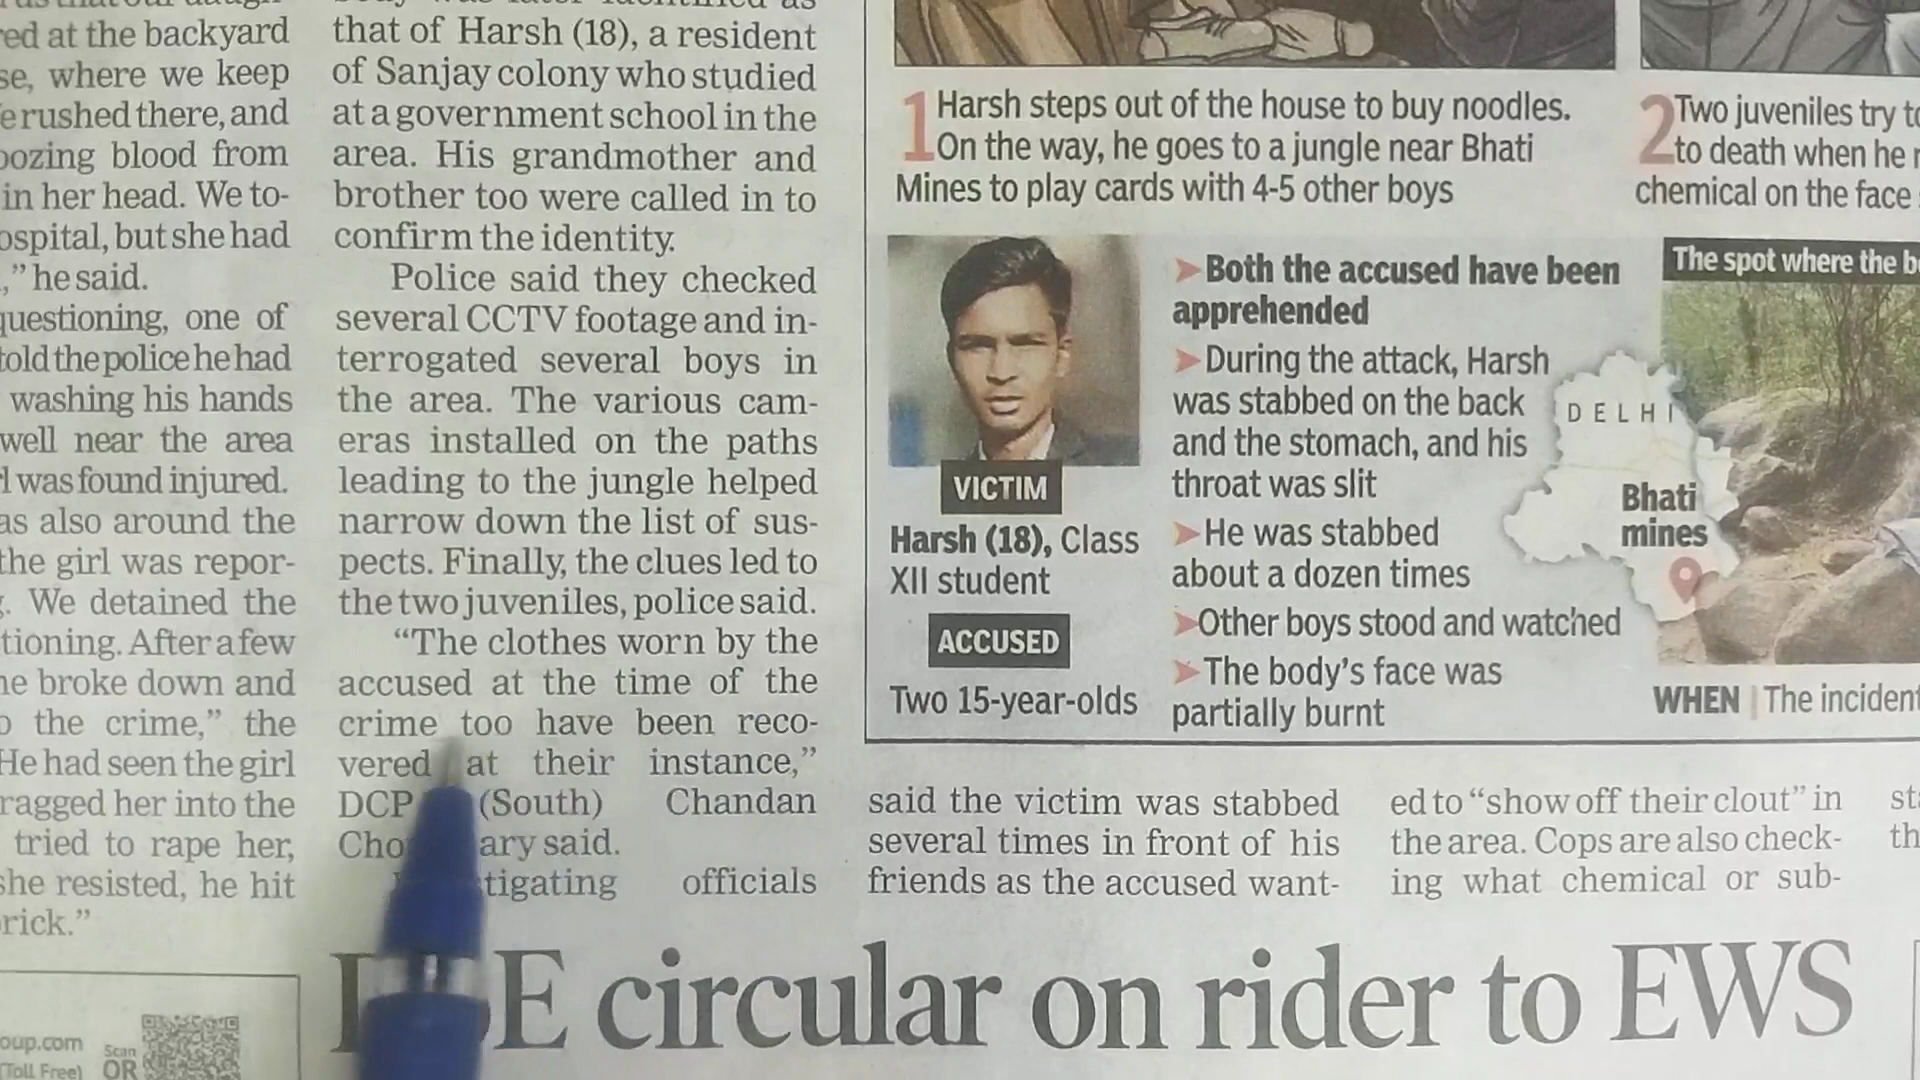 ed at the backyard
se, where we keep
e rushed there, and
oozing blood from
in her head. We to-
ospital, but she had
,” he said.
questioning, one of
told the police he had
washing his hands
well near the area
l was found injured.
as also around the
the girl was repor-
. We detained the
tioning. After a few
he broke down and
o the crime,” the
He had seen the girl
ragged her into the
tried to rape her,
she resisted, he hit
rick.”
oup.com
(Toll Free)
Scan
QR
that of Harsh (18), a resident
of Sanjay colony who studied
at a government school in the
area. His grandmother and
brother too were called in to
confirm the identity.
Police said they checked
several CCTV footage and in-
terrogated several boys in
the area. The various cam-
eras installed on the paths
leading to the jungle helped
narrow down the list of sus-
pects. Finally, the clues led to
the two juveniles, police said.
“The clothes worn by the
accused at the time of the
crime too have been reco-
vered at their instance,”
DCP (South) Chandan
ary said.
tigating officials
1 Harsh steps out of the house to buy noodles.
On the way, he goes to a jungle near Bhati
Mines to play cards with 4-5 other boys
2 Two juveniles try to
to death when he
chemical on the face
VICTIM
Harsh (18), Class
XII student
ACCUSED
Two 15-year-olds
➤Both the accused have been
apprehended
➤During the attack, Harsh
was stabbed on the back
and the stomach, and his
throat was slit
➤He was stabbed
about a dozen times
➤Other boys stood and watched
➤The body’s face was
partially burnt
DELHI
Bhati
mines
The spot where the b
WHEN | The incident
said the victim was stabbed
several times in front of his
friends as the accused want-
ed to “show off their clout” in
the area. Cops are also check-
ing what chemical or sub-
st
th
E circular on rider to EWS